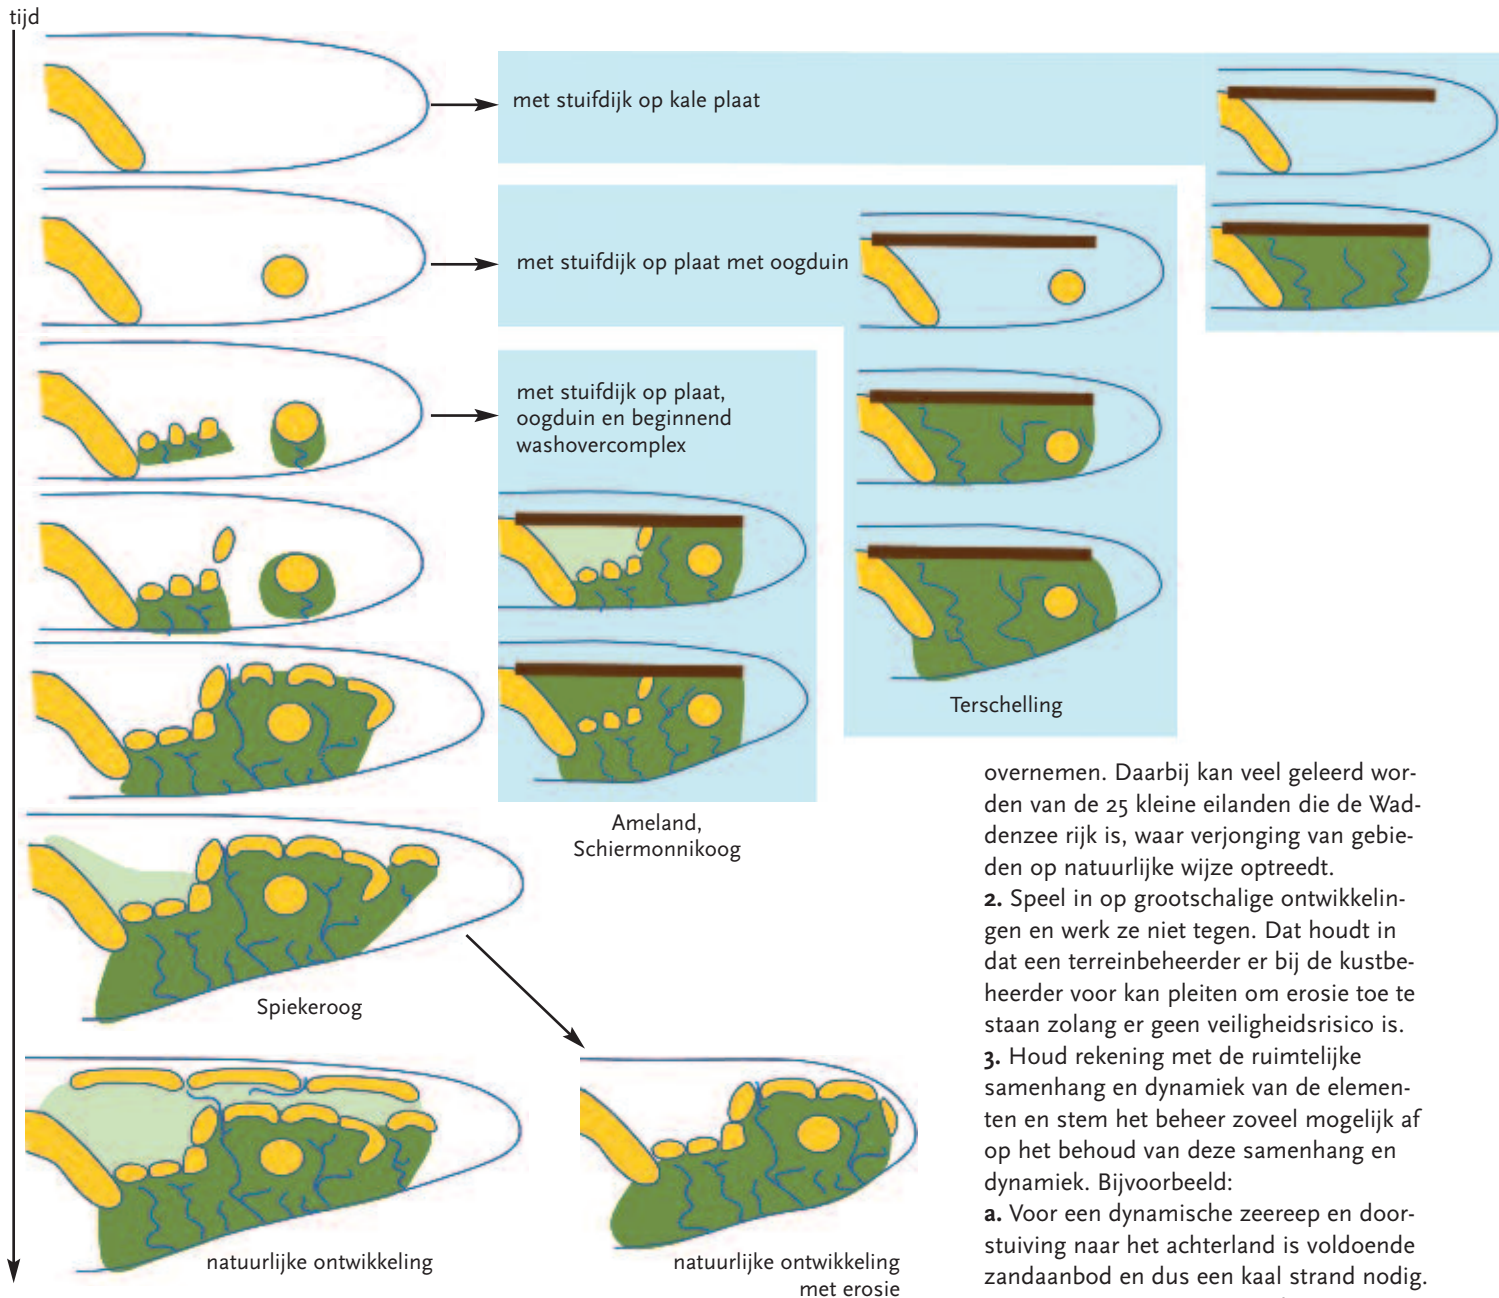 tijd
met stuifdijk op kale plaat
met stuifdijk op plaat met oogduin
met stuifdijk op plaat,
oogduin en beginnend
washovercomplex
Terschelling
Ameland,
Schiermonnikoog
Spiekeroog
natuurlijke ontwikkeling
natuurlijke ontwikkeling
met erosie
overnemen. Daarbij kan veel geleerd wor-
den van de 25 kleine eilanden die de Wad-
denzee rijk is, waar verjonging van gebie-
den op natuurlijke wijze optreedt.
2. Speel in op grootschalige ontwikkelin-
gen en werk ze niet tegen. Dat houdt in
dat een terreinbeheerder er bij de kustbe-
heerder voor kan pleiten om erosie toe te
staan zolang er geen veiligheidsrisico is.
3. Houd rekening met de ruimtelijke
samenhang en dynamiek van de elemen-
ten en stem het beheer zoveel mogelijk af
op het behoud van deze samenhang en
dynamiek. Bijvoorbeeld:
a. Voor een dynamische zeereep en door-
stuiving naar het achterland is voldoende
zandaanbod en dus een kaal strand nodig.